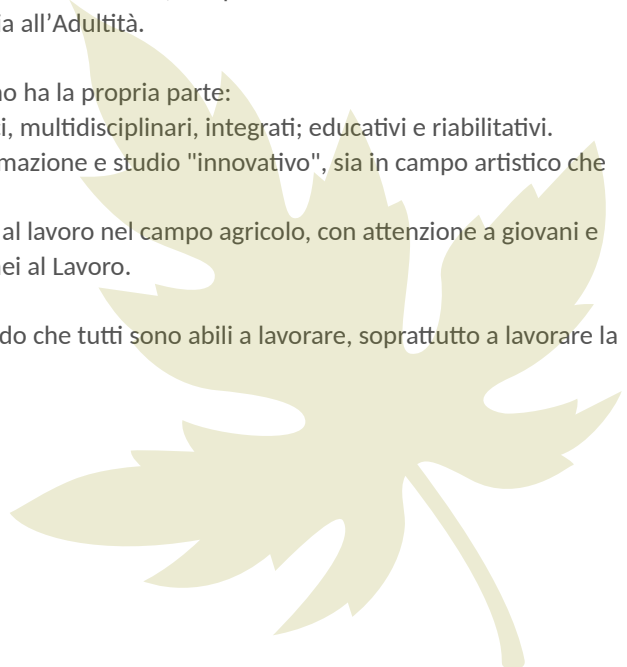 ia all’Adultità.
no ha la propria parte:
i, multidisciplinari, integrati; educativi e riabilitativi.
mazione e studio "innovativo", sia in campo artistico che
al lavoro nel campo agricolo, con attenzione a giovani e
ei al Lavoro.
do che tutti sono abili a lavorare, soprattutto a lavorare la